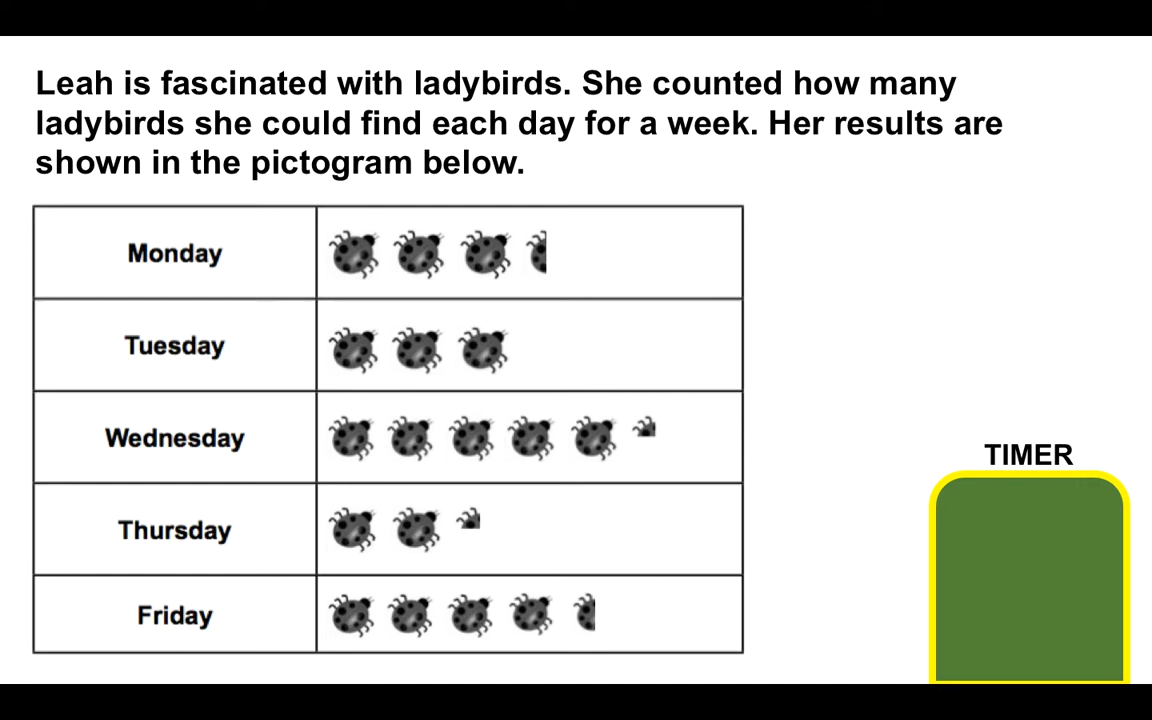 Leah is fascinated with ladybirds. She counted how many
ladybirds she could find each day for a week. Her results are
shown in the pictogram below.
Monday
Tuesday
Wednesday
Thursday
Friday
TIMER